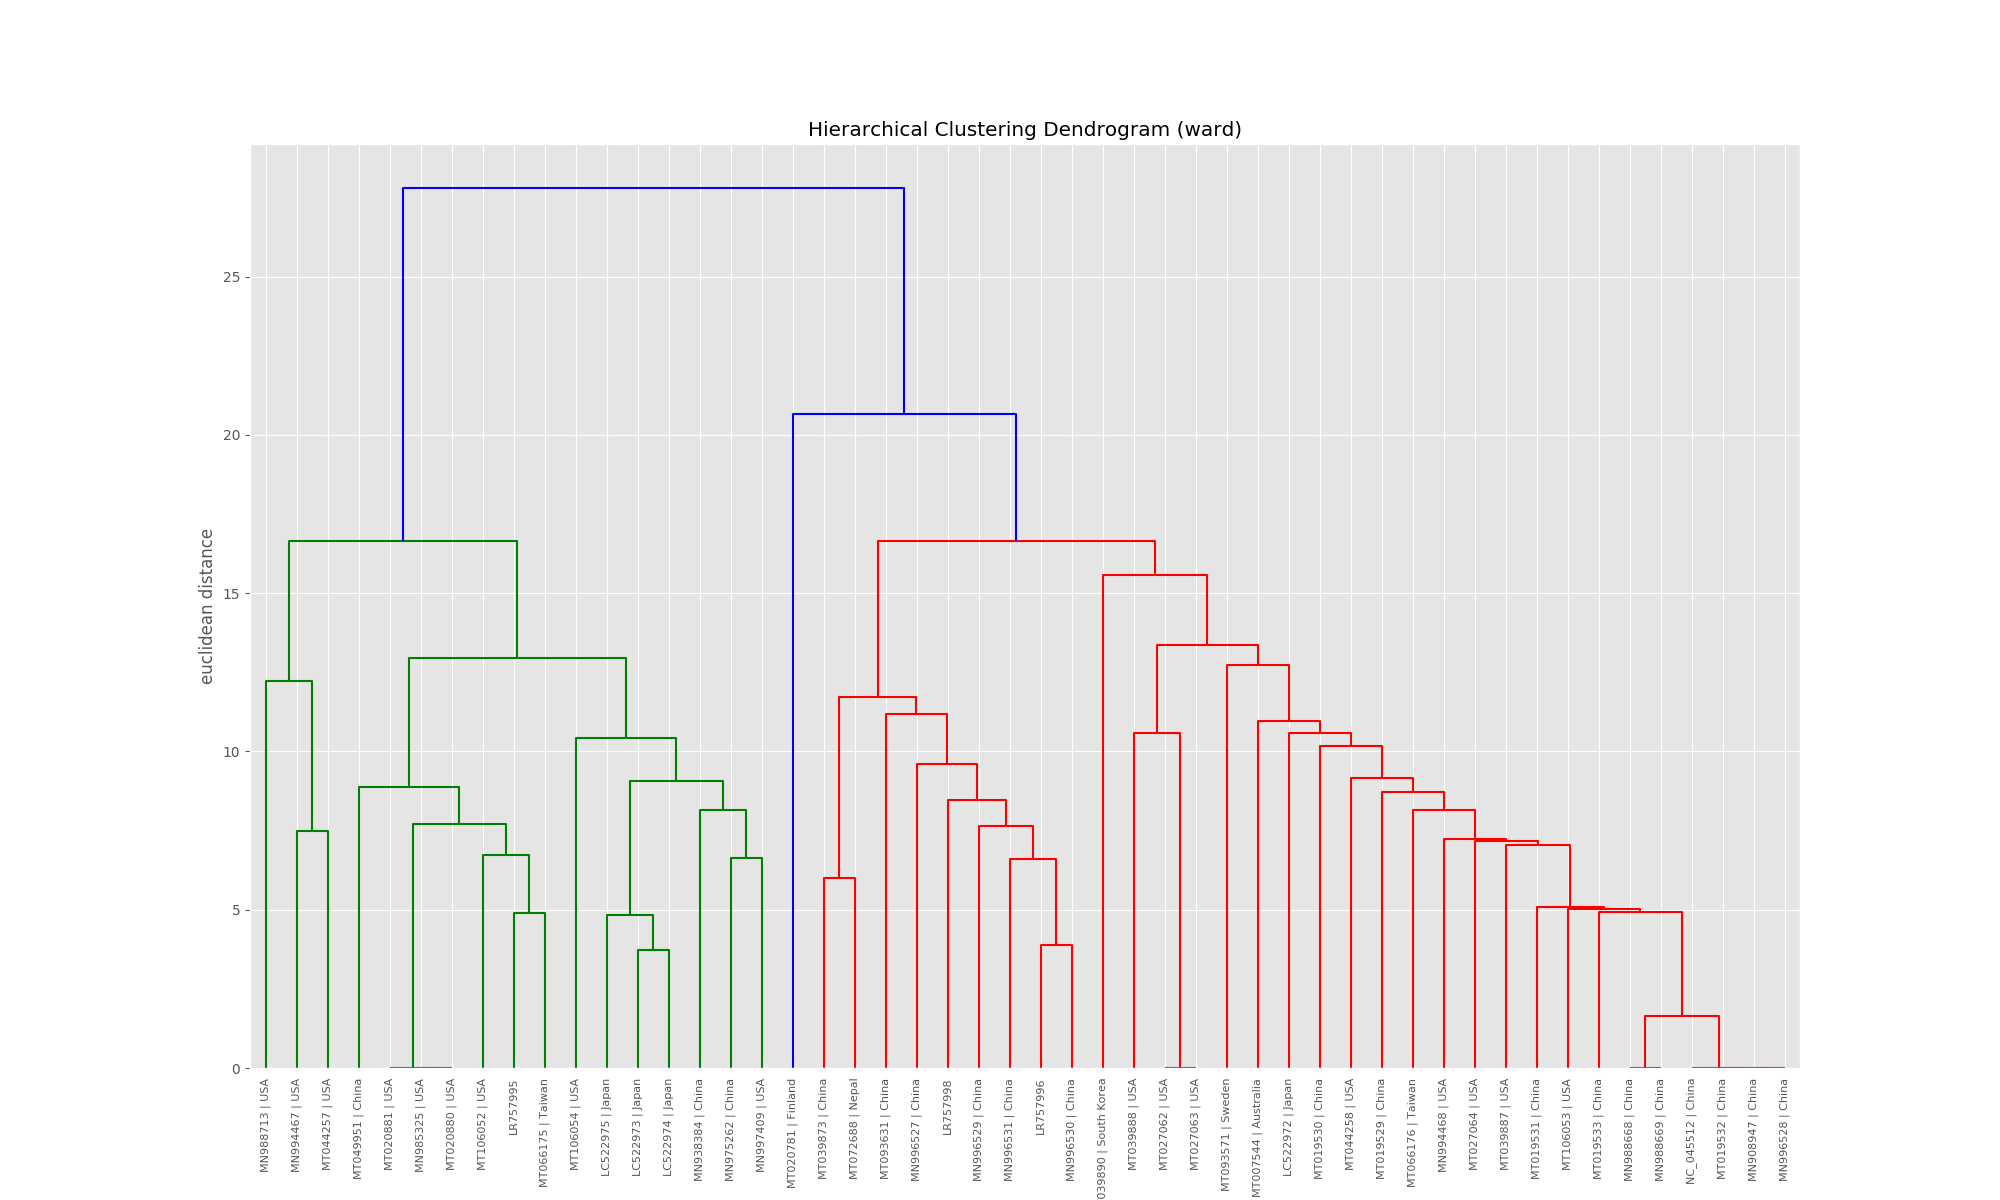 Hierarchical Clustering Dendrogram (ward)
euclidean distance
25
20
15
10
5
0
MN988713 | USA
MN994467 | USA
MT044257 | USA
MT049951 | China
MT020881 | USA
MN985325 | USA
MT020880 | USA
MT106052 | USA
LR757995
MT066175 | Taiwan
MT106054 | USA
LC522975 | Japan
LC522973 | Japan
LC522974 | Japan
MN938384 | China
MN975262 | China
MN997409 | USA
MT020781 | Finland
MT039873 | China
MT072688 | Nepal
MT093631 | China
MN996527 | China
LR757998
MN996529 | China
MN996531 | China
LR757996
MN996530 | China
039890 | South Korea
MT039888 | USA
MT027062 | USA
MT027063 | USA
MT093571 | Sweden
MT007544 | Australia
LC522972 | Japan
MT019530 | China
MT044258 | USA
MT019529 | China
MT066176 | Taiwan
MN994468 | USA
MT027064 | USA
MT039887 | USA
MT019531 | China
MT106053 | USA
MT019533 | China
MN988668 | China
MN988669 | China
NC_045512 | China
MT019532 | China
MN908947 | China
MN996528 | China